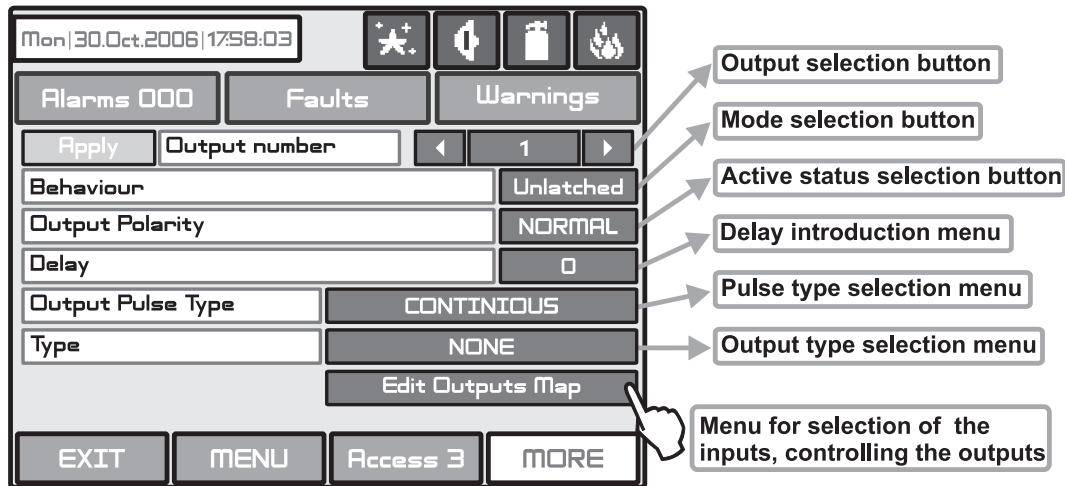 Mon|30.Oct.2006|17:58:03
Output selection button
Alarms 000 Faults Warnings
Mode selection button
Apply Output number 1
Behaviour Unlatched
Active status selection button
Output Polarity NORMAL
Delay introduction menu
Delay 0
Pulse type selection menu
Output Pulse Type CONTINIOUS
Output type selection menu
Type NONE
Edit Outputs Map
Menu for selection of the
inputs, controlling the outputs
EXIT MENU Access 3 MORE